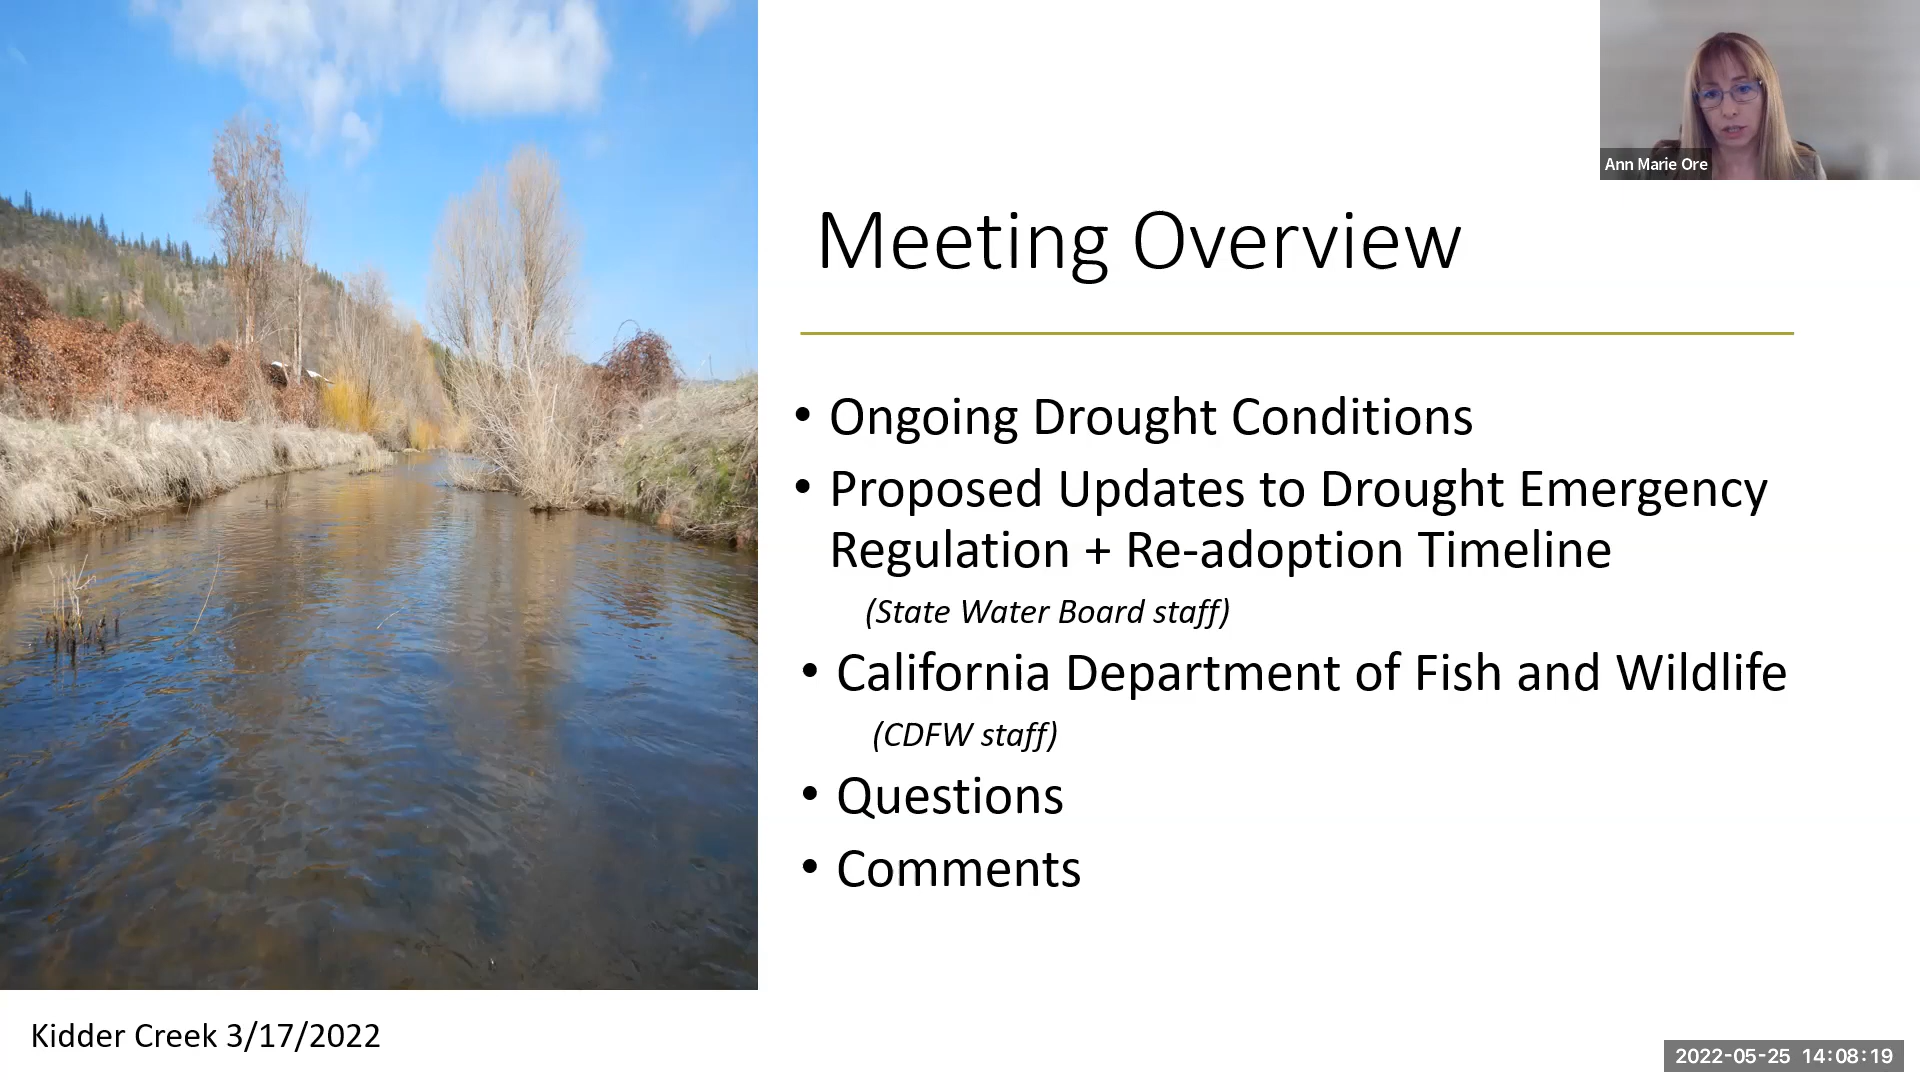 Ann Marie Ore
Meeting Overview
• Ongoing Drought Conditions
• Proposed Updates to Drought Emergency
Regulation + Re-adoption Timeline
(State Water Board staff)
• California Department of Fish and Wildlife
(CDFW staff)
• Questions
• Comments
Kidder Creek 3/17/2022
2022-05-25 14:08:19